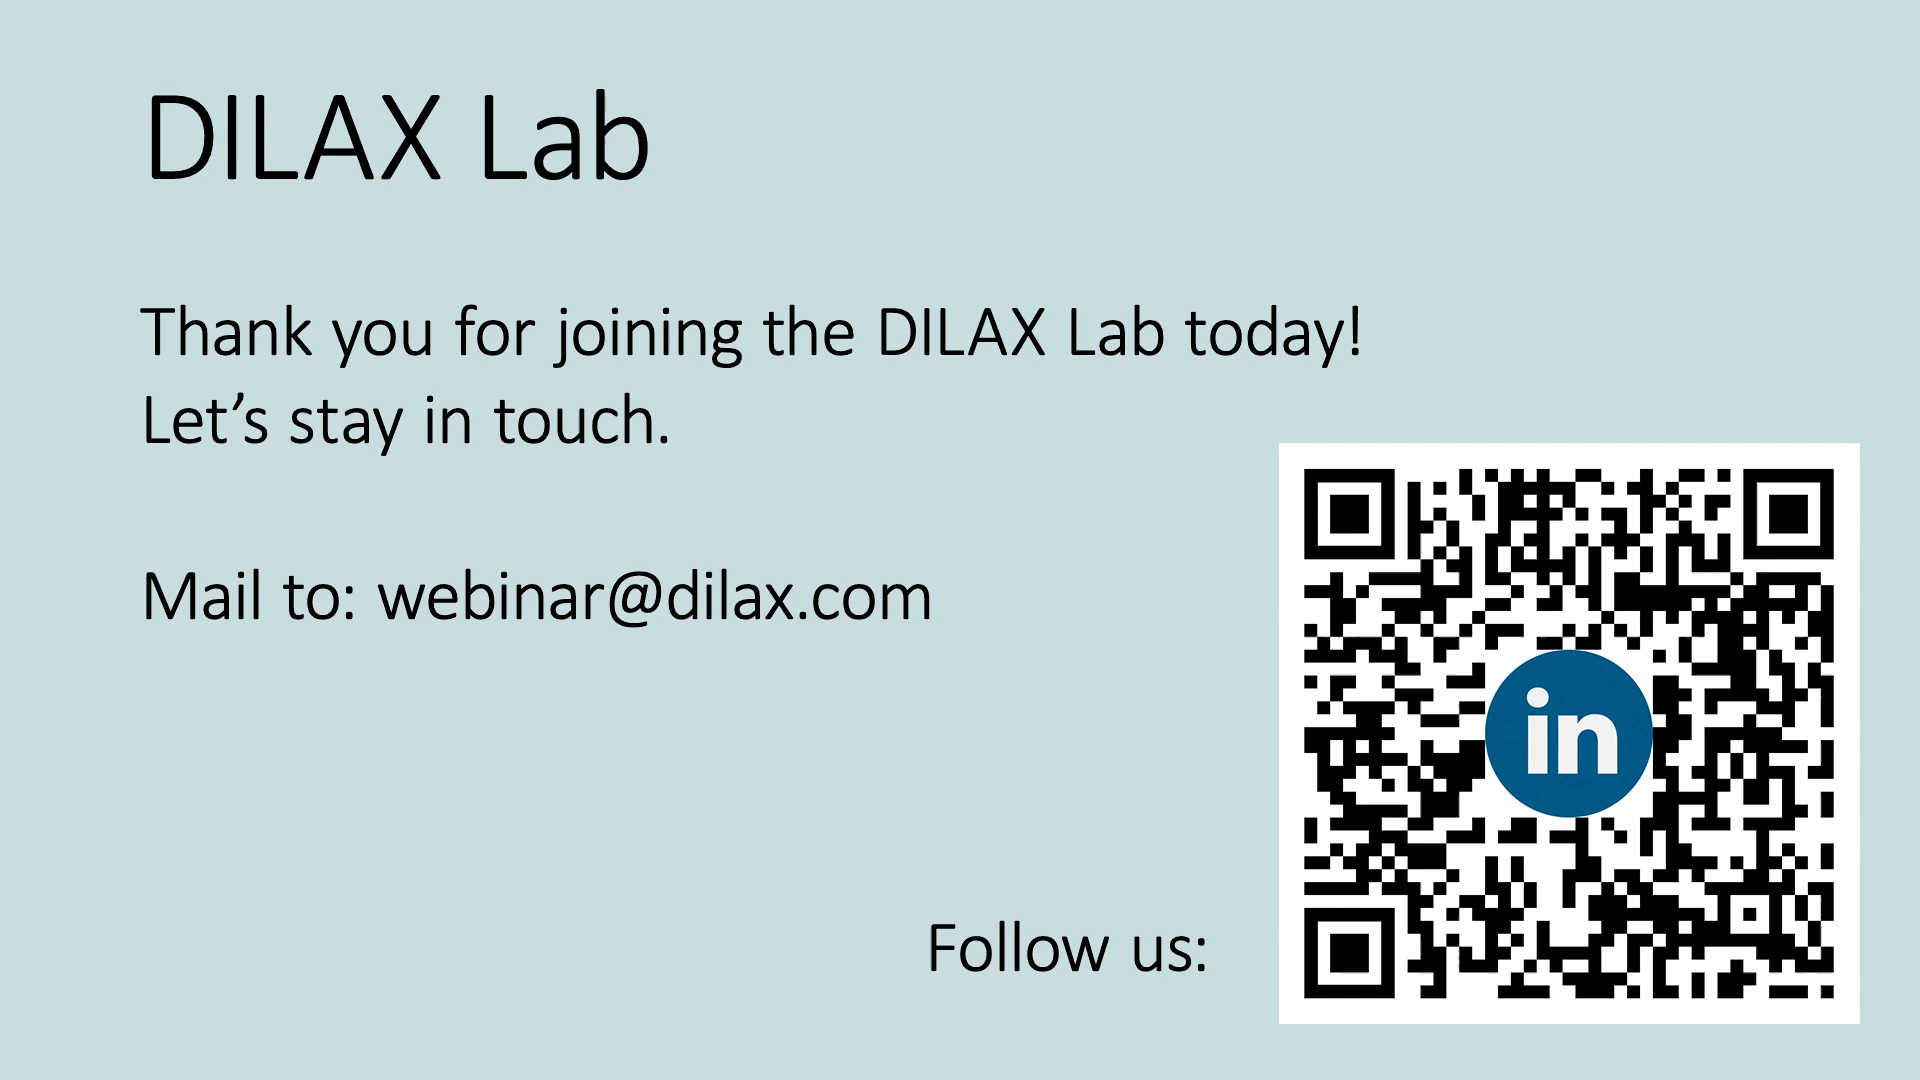 DILAX Lab
Thank you for joining the DILAX Lab today!
Let’s stay in touch.
Mail to: webinar@dilax.com
in
Follow us: